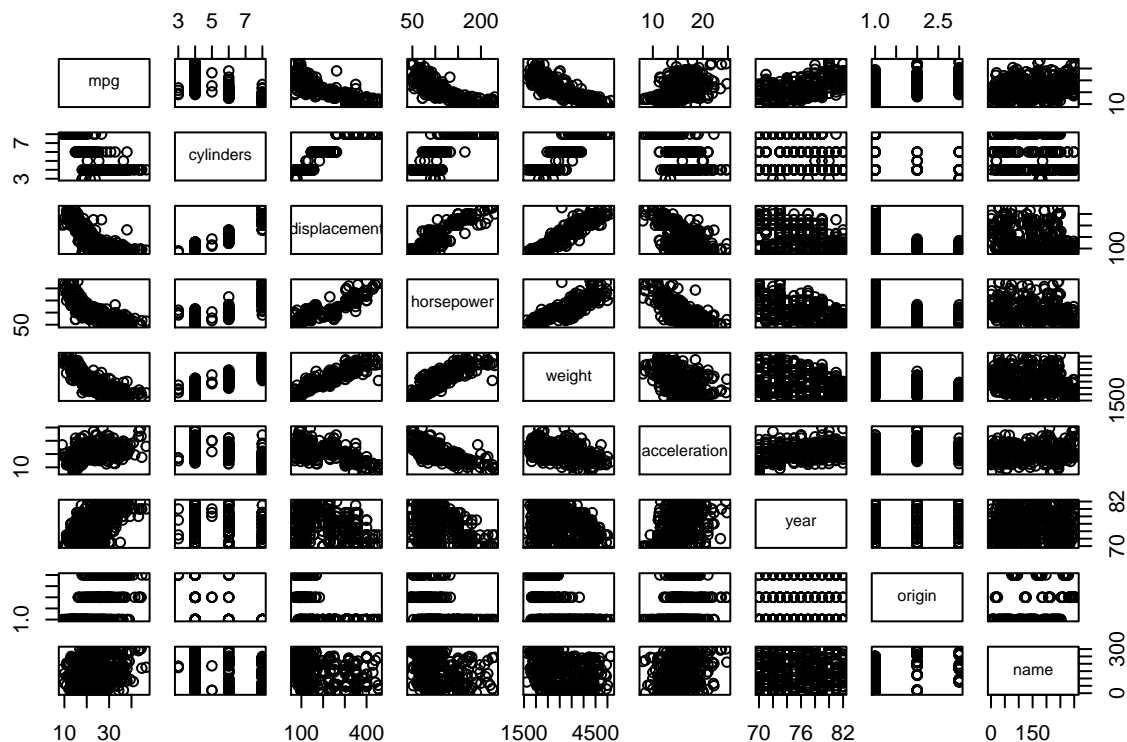 3 5 7 50 200 10 20 1.0 2.5
mpg 10
7 3 cylinders
displacement 100
50 horsepower
weight 1500
10 acceleration
year 82 70
1.0 origin
name 300 150 0
10 30 100 400 1500 4500 70 76 82 0 150